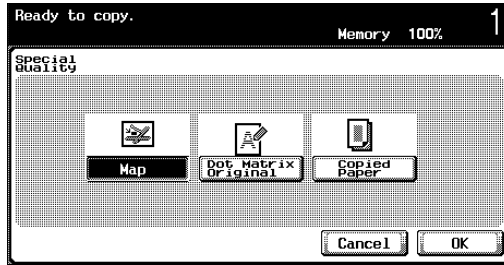 Ready to copy.
1
Memory 100%
Special
Quality
Map
Dot Matrix
Original
Copied
Paper
Cancel
OK